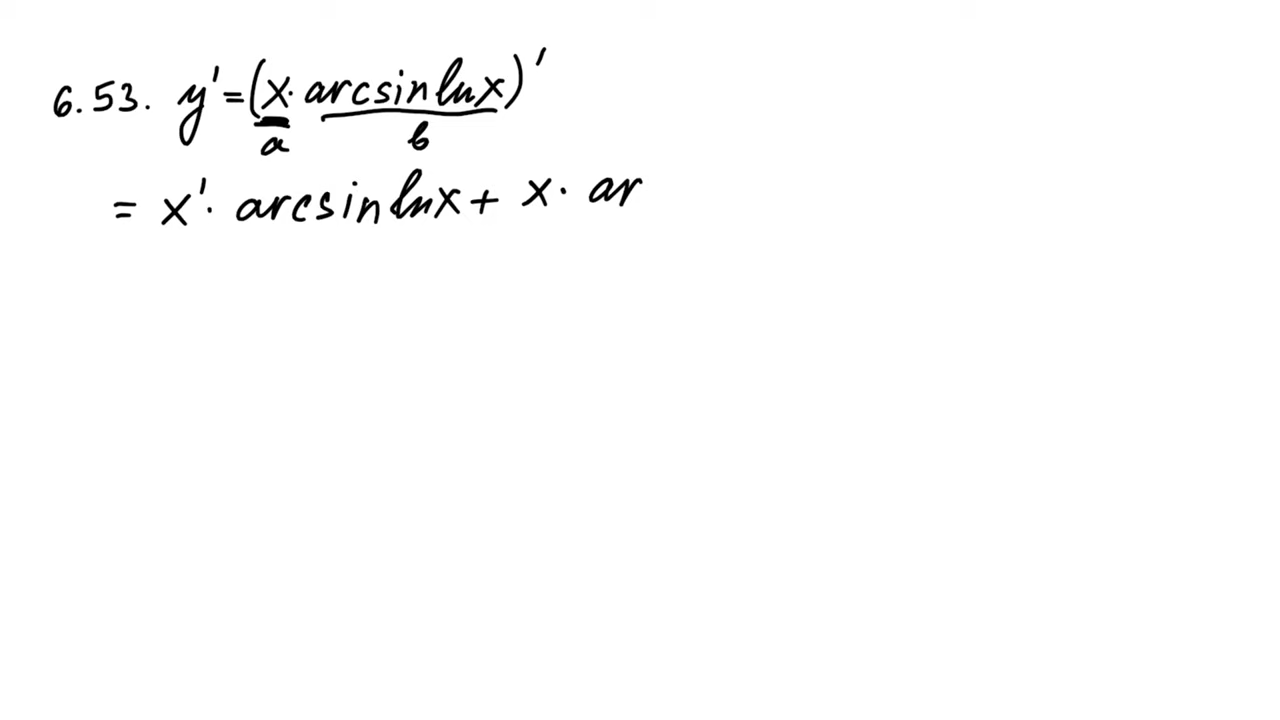 6.53. y' = (x · arcsin ln x)'
a b
= x' · arcsin ln x + x · ar